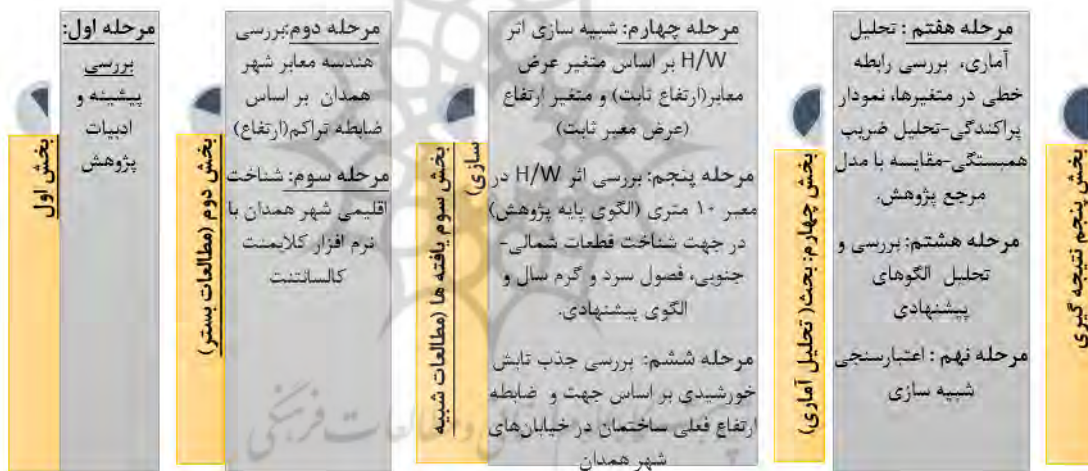 بخش اول
مرحله اول:
بررسی
پیشینه و
ادبیات
پژوهش
بخش دوم (مطالعات بستر)
مرحله دوم:بررسی
هندسه معابر شهر
همدان بر اساس
ضابطه تراکم(ارتفاع)
مرحله سوم: شناخت
اقلیمی شهر همدان با
نرم افزار کلایمنت
کالسانتنت
بخش سوم یافته ها (مطالعات شبیه
سازی)
مرحله چهارم: شبیه سازی اثر
H/W بر اساس متغیر عرض
معابر(ارتفاع ثابت) و متغیر ارتفاع
(عرض معبر ثابت)
مرحله پنجم: بررسی اثر H/W در
معبر ۱۰ متری (الگوی پایه پژوهش)
در جهت شناخت قطعات شمالی-
جنوبی، فصول سرد و گرم سال و
الگوی پیشنهادی.
مرحله ششم: بررسی جذب تابش
خورشیدی بر اساس جهت و ضابطه
ارتفاع فعلی ساختمان در خیابان‌های
شهر همدان
بخش چهارم: بحث( تحلیل آماری)
مرحله هفتم : تحلیل
آماری، بررسی رابطه
خطی در متغیرها، نمودار
پراکندگی-تحلیل ضریب
همبستگی-مقایسه با مدل
مرجع پژوهش.
مرحله هشتم: بررسی و
تحلیل الگوهای
پیشنهادی
مرحله نهم : اعتبارسنجی
شبیه سازی
بخش پنجم نتیجه گیری